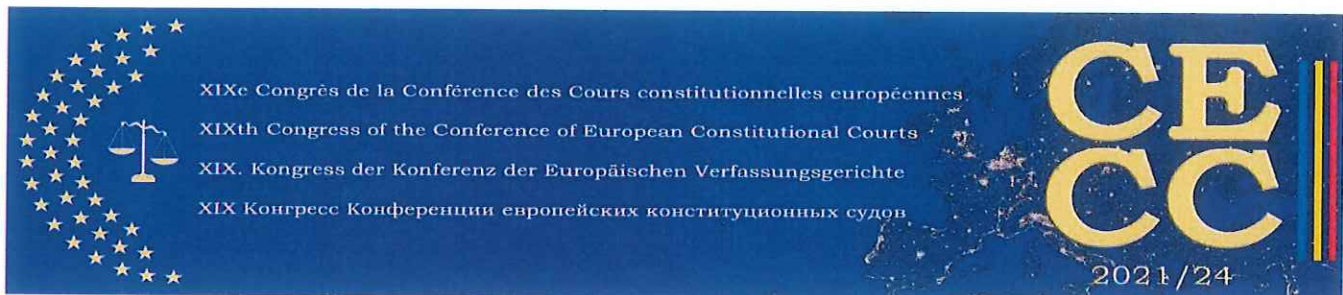 XIXe Congrès de la Conférence des Cours constitutionnelles européennes
XIXth Congress of the Conference of European Constitutional Courts
XIX. Kongress der Konferenz der Europäischen Verfassungsgerichte
XIX Конгресс Конференции европейских конституционных судов
CE
CC
2021/24